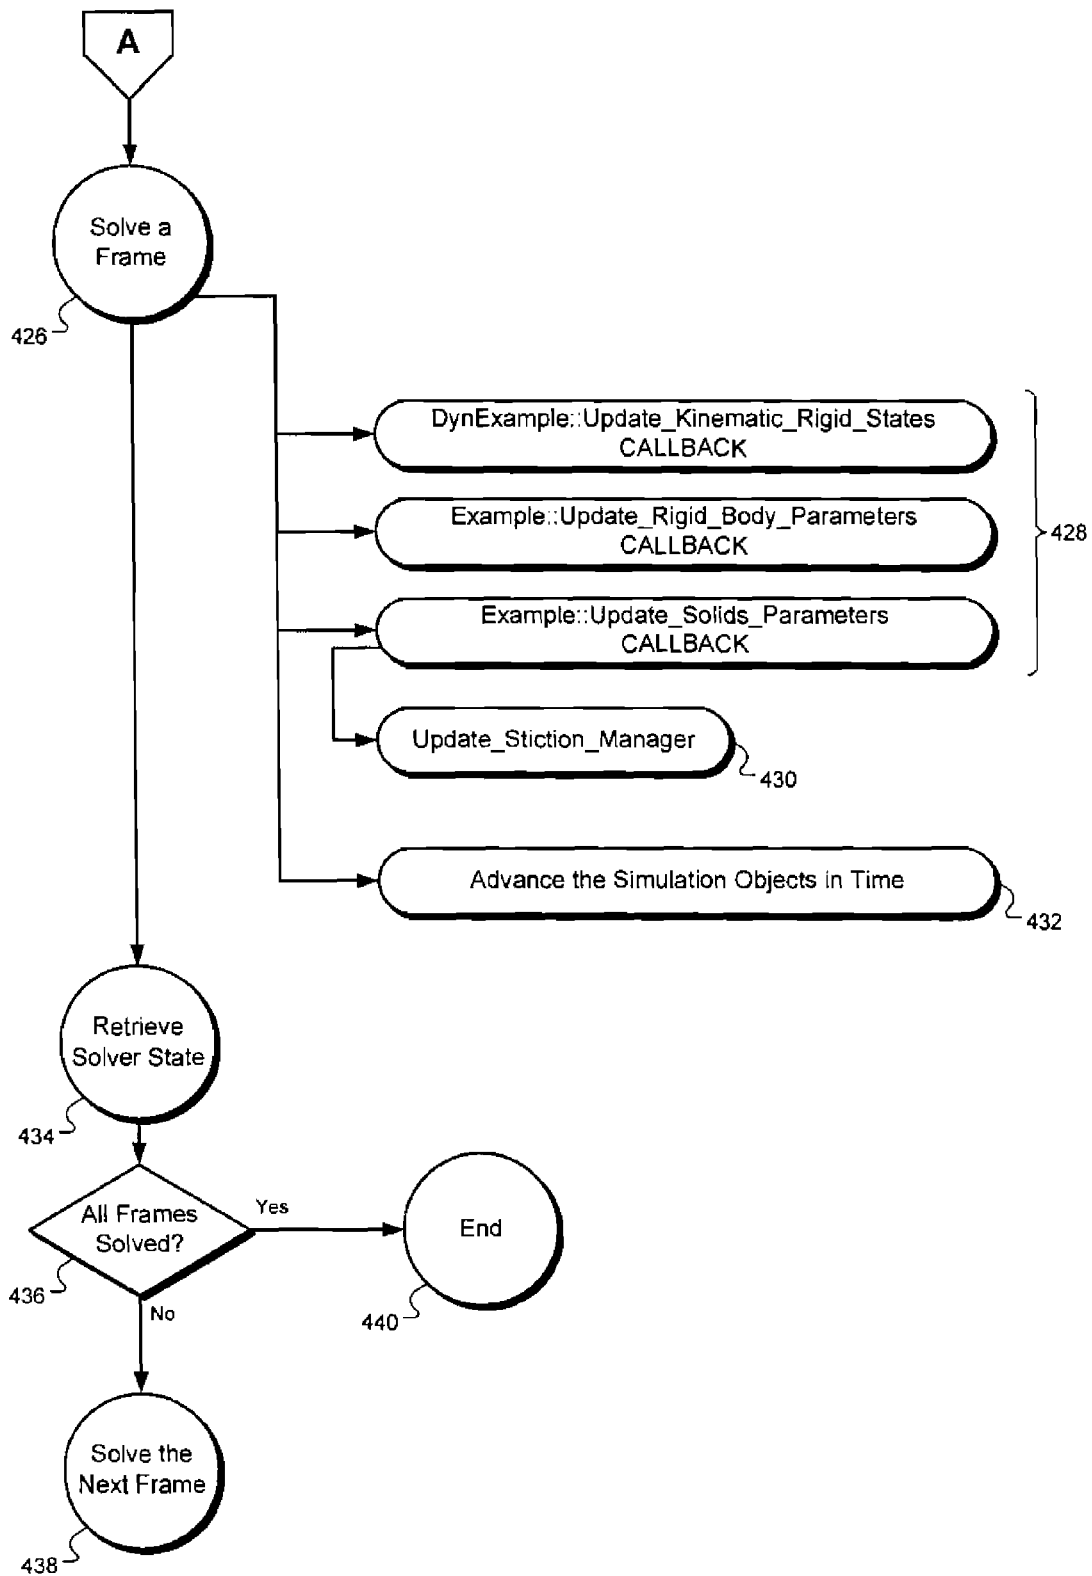 A
Solve a
Frame
426
DynExample::Update_Kinematic_Rigid_States
CALLBACK
Example::Update_Rigid_Body_Parameters
CALLBACK
428
Example::Update_Solids_Parameters
CALLBACK
Update_Stiction_Manager
430
Advance the Simulation Objects in Time
432
Retrieve
Solver State
434
All Frames
Solved?
Yes
436
No
End
440
Solve the
Next Frame
438